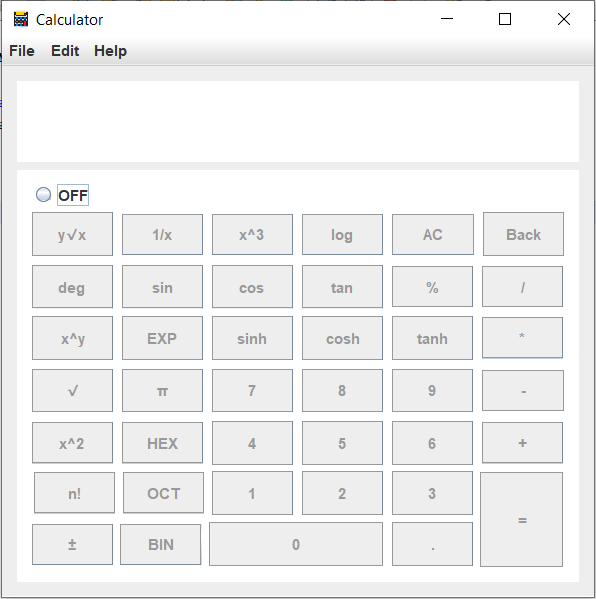 Calculator
File Edit Help
OFF
y√x 1/x x^3 log AC Back
deg sin cos tan % /
x^y EXP sinh cosh tanh *
√ π 7 8 9 -
x^2 HEX 4 5 6 +
n! OCT 1 2 3 =
± BIN 0 .